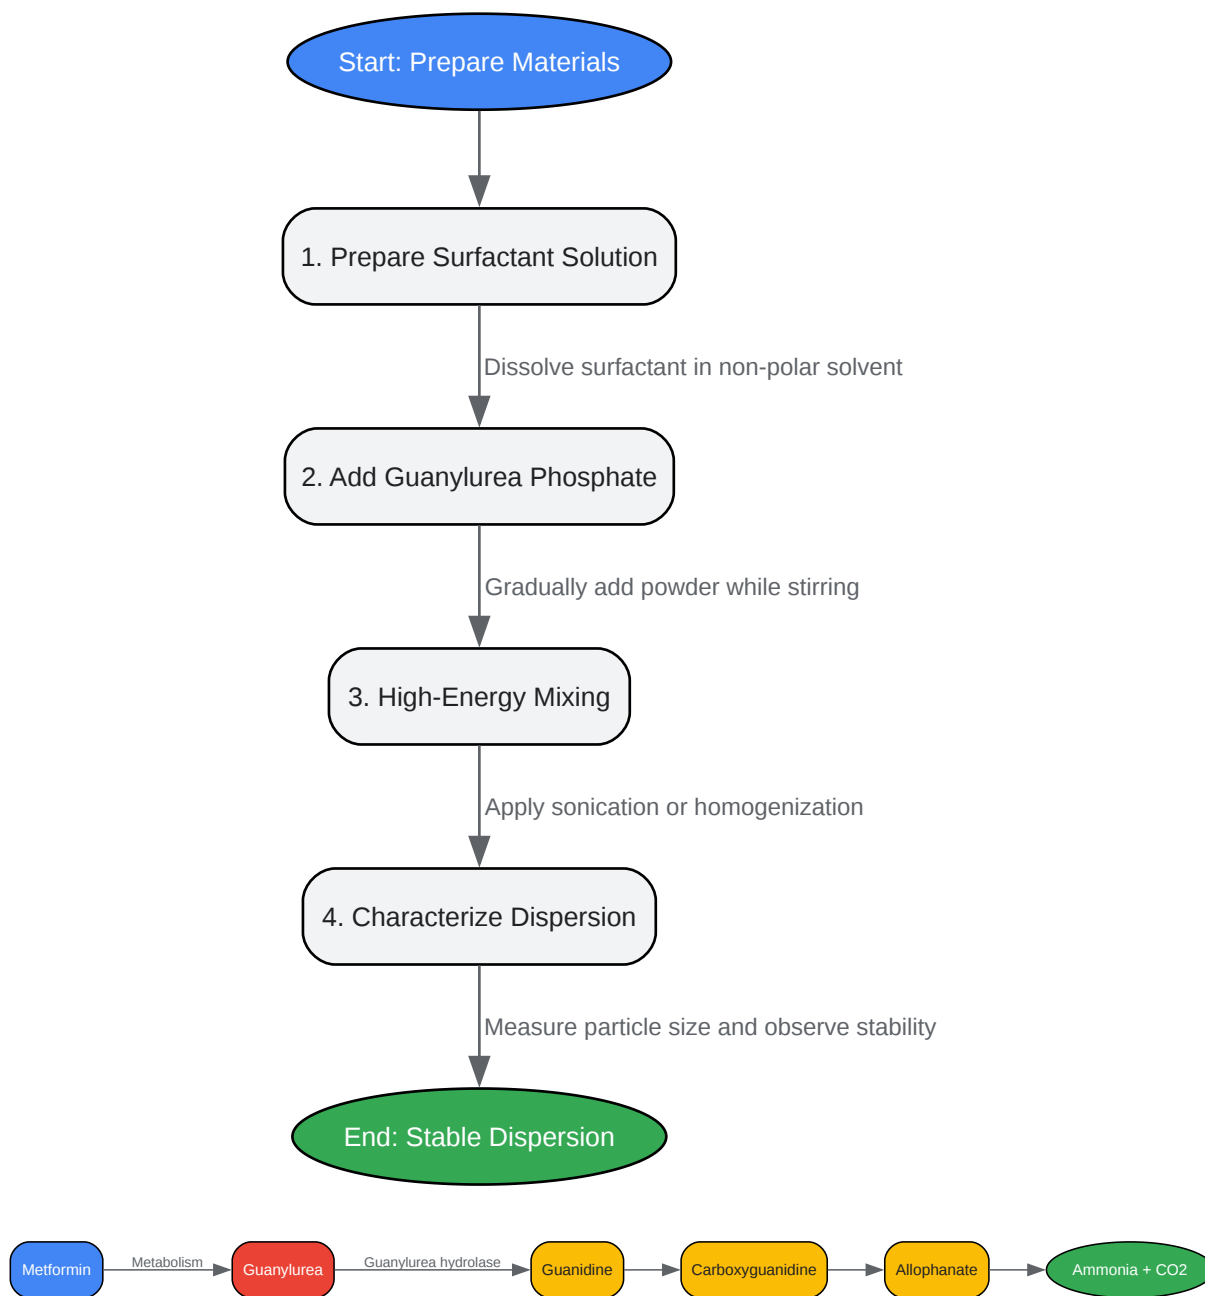 Start: Prepare Materials
1. Prepare Surfactant Solution
Dissolve surfactant in non-polar solvent
2. Add Guanylurea Phosphate
Gradually add powder while stirring
3. High-Energy Mixing
Apply sonication or homogenization
4. Characterize Dispersion
Measure particle size and observe stability
End: Stable Dispersion
Metformin
Metabolism
Guanylurea
Guanylurea hydrolase
Guanidine
Carboxyguanidine
Allophanate
Ammonia + CO2